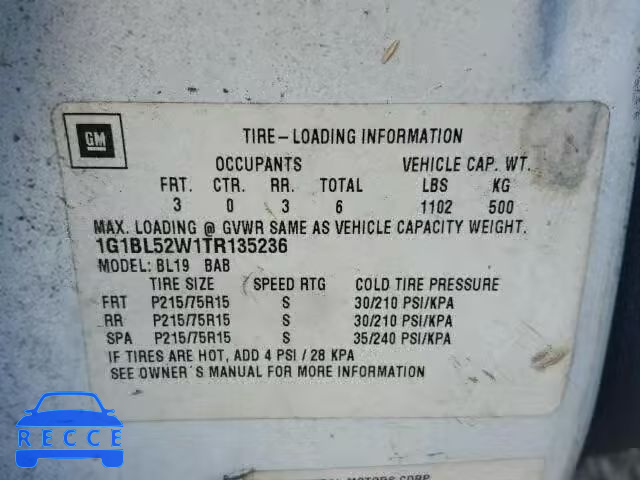 GM
TIRE-LOADING INFORMATION
OCCUPANTS VEHICLE CAP. WT.
FRT. CTR. RR. TOTAL LBS KG
3 0 3 6 1102 500
MAX. LOADING @ GVWR SAME AS VEHICLE CAPACITY WEIGHT.
1G1BL52W1TR135236
MODEL: BL19 BAB
TIRE SIZE SPEED RTG COLD TIRE PRESSURE
FRT P215/75R15 S 30/210 PSI/KPA
RR P215/75R15 S 30/210 PSI/KPA
SPA P215/75R15 S 35/240 PSI/KPA
IF TIRES ARE HOT, ADD 4 PSI / 28 KPA
SEE OWNER'S MANUAL FOR MORE INFORMATION
RECCE
MOTORS CORP